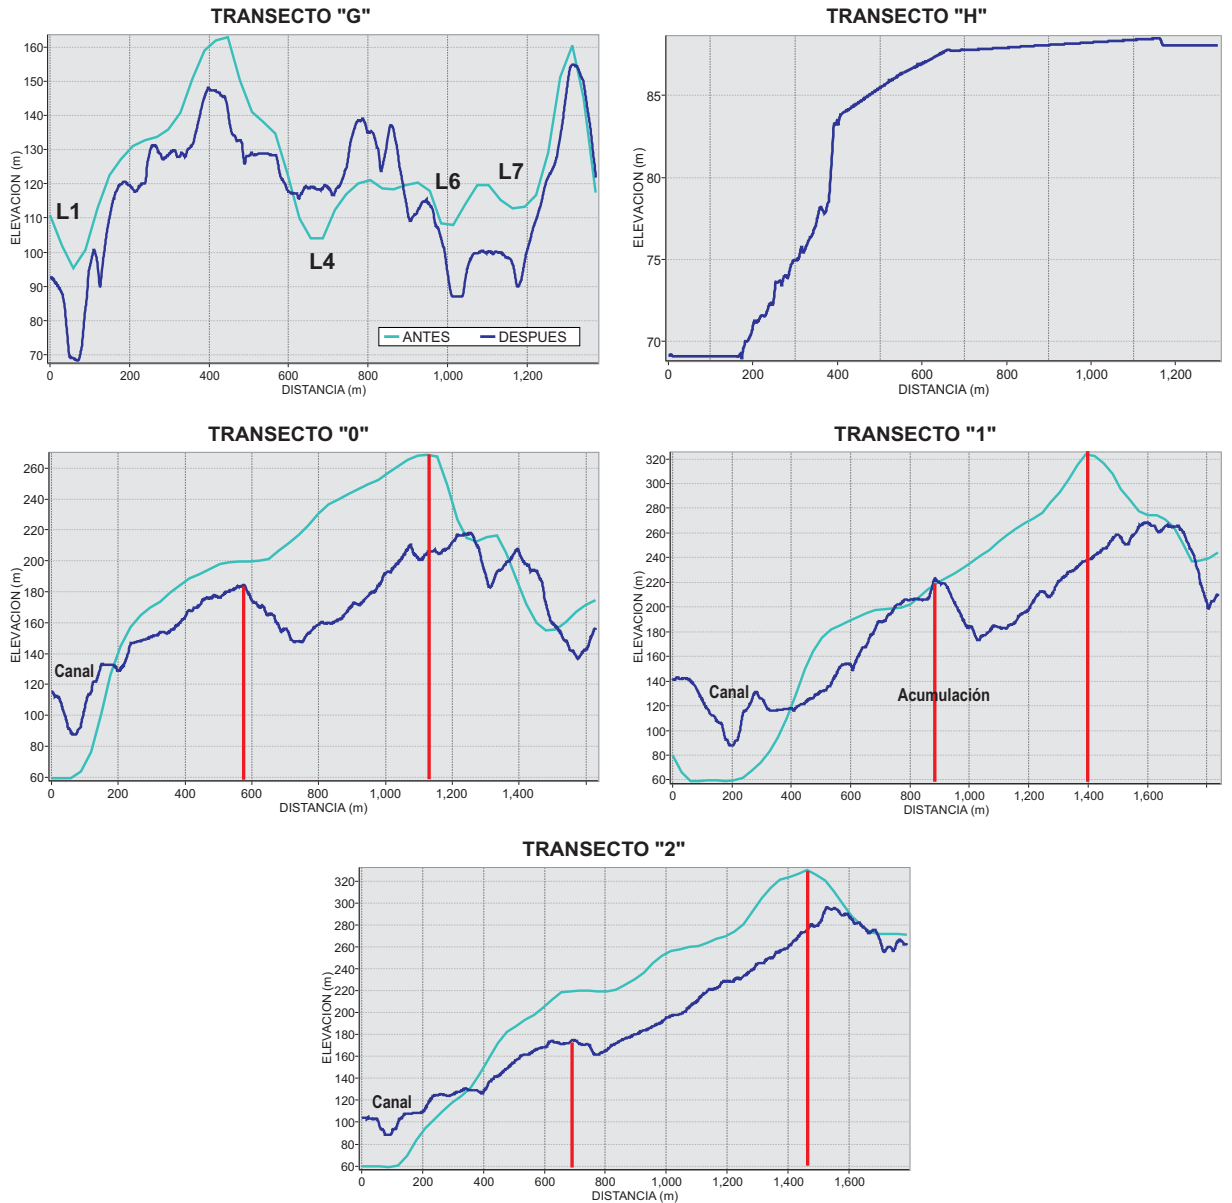 TRANSECTO "G"
160
150
140
130
120
110
100
90
80
70
ELEVACION (m)
L1
L4
L6
L7
ANTES DESPUES
0 200 400 600 800 1,000 1,200
DISTANCIA (m)
TRANSECTO "H"
85
80
75
70
ELEVACION (m)
0 200 400 600 800 1,000 1,200
DISTANCIA (m)
TRANSECTO "0"
260
240
220
200
180
160
140
120
100
80
60
ELEVACION (m)
Canal
0 200 400 600 800 1,000 1,200 1,400
DISTANCIA (m)
TRANSECTO "1"
320
300
280
260
240
220
200
180
160
140
120
100
80
60
ELEVACION (m)
Canal
Acumulación
0 200 400 600 800 1,000 1,200 1,400 1,600
DISTANCIA (m)
TRANSECTO "2"
320
300
280
260
240
220
200
180
160
140
120
100
80
60
ELEVACION (m)
Canal
0 200 400 600 800 1,000 1,200 1,400 1,600
DISTANCIA (m)